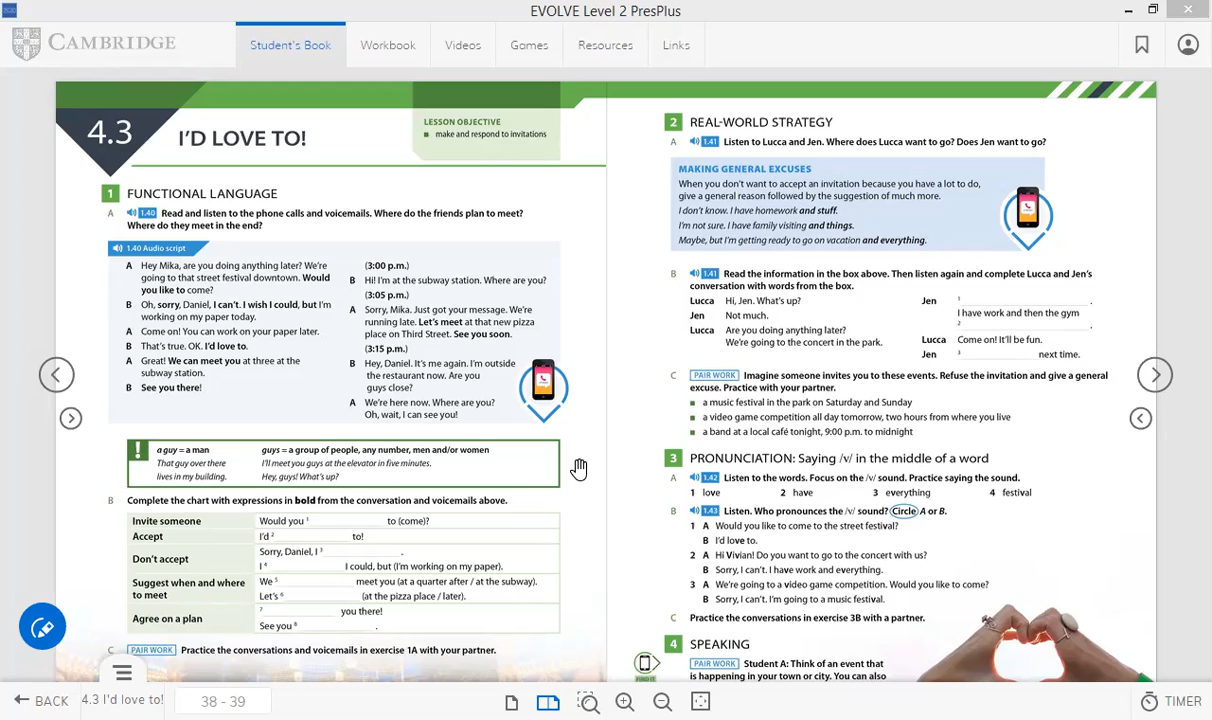 EVOLVE Level 2 PresPlus
CAMBRIDGE
Student's Book
Workbook
Videos
Games
Resources
Links
4.3
I'D LOVE TO!
LESSON OBJECTIVE
make and respond to invitations
1 FUNCTIONAL LANGUAGE
A 1.40 Read and listen to the phone calls and voicemails. Where do the friends plan to meet?
Where do they meet in the end?
1.40 Audio script
A Hey Mika, are you doing anything later? We're
going to that street festival downtown. Would
you like to come?
B Oh, sorry, Daniel, I can't. I wish I could, but I'm
working on my paper today.
A Come on! You can work on your paper later.
B That's true. OK. I'd love to.
A Great! We can meet you at three at the
subway station.
B See you there!
(3:00 p.m.)
B Hi! I'm at the subway station. Where are you?
(3:05 p.m.)
A Sorry, Mika. Just got your message. We're
running late. Let's meet at that new pizza
place on Third Street. See you soon.
(3:15 p.m.)
B Hey, Daniel. It's me again. I'm outside
the restaurant now. Are you
guys close?
A We're here now. Where are you?
Oh, wait, I can see you!
! a guy = a man
That guy over there
lives in my building.
guys = a group of people, any number, men and/or women
I'll meet you guys at the elevator in five minutes.
Hey, guys! What's up?
B Complete the chart with expressions in bold from the conversation and voicemails above.
Invite someone Would you 1 to (come)?
Accept I'd 2 to!
Don't accept Sorry, Daniel, I 3 .
I 4 I could, but (I'm working on my paper).
Suggest when and where
to meet
We 5 meet you (at a quarter after / at the subway).
Let's 6 (at the pizza place / later).
Agree on a plan 7 you there!
See you 8 .
C PAIR WORK Practice the conversations and voicemails in exercise 1A with your partner.
2 REAL-WORLD STRATEGY
A 1.41 Listen to Lucca and Jen. Where does Lucca want to go? Does Jen want to go?
MAKING GENERAL EXCUSES
When you don't want to accept an invitation because you have a lot to do,
give a general reason followed by the suggestion of much more.
I don't know. I have homework and stuff.
I'm not sure. I have family visiting and things.
Maybe, but I'm getting ready to go on vacation and everything.
B 1.41 Read the information in the box above. Then listen again and complete Lucca and Jen's
conversation with words from the box.
Lucca Hi, Jen. What's up?
Jen Not much.
Lucca Are you doing anything later?
We're going to the concert in the park.
Jen 1 .
I have work and then the gym
2 .
Lucca Come on! It'll be fun.
Jen 3 next time.
C PAIR WORK Imagine someone invites you to these events. Refuse the invitation and give a general
excuse. Practice with your partner.
a music festival in the park on Saturday and Sunday
a video game competition all day tomorrow, two hours from where you live
a band at a local café tonight, 9:00 p.m. to midnight
3 PRONUNCIATION: Saying /v/ in the middle of a word
A 1.42 Listen to the words. Focus on the /v/ sound. Practice saying the sound.
1 love 2 have 3 everything 4 festival
B 1.43 Listen. Who pronounces the /v/ sound? Circle A or B.
1 A Would you like to come to the street festival?
B I'd love to.
2 A Hi Vivian! Do you want to go to the concert with us?
B Sorry, I can't. I have work and everything.
3 A We're going to a video game competition. Would you like to come?
B Sorry, I can't. I'm going to a music festival.
C Practice the conversations in exercise 3B with a partner.
4 SPEAKING
FIND IT
PAIR WORK Student A: Think of an event that
is happening in your town or city. You can also
BACK
4.3 I'd love to!
38 - 39
TIMER